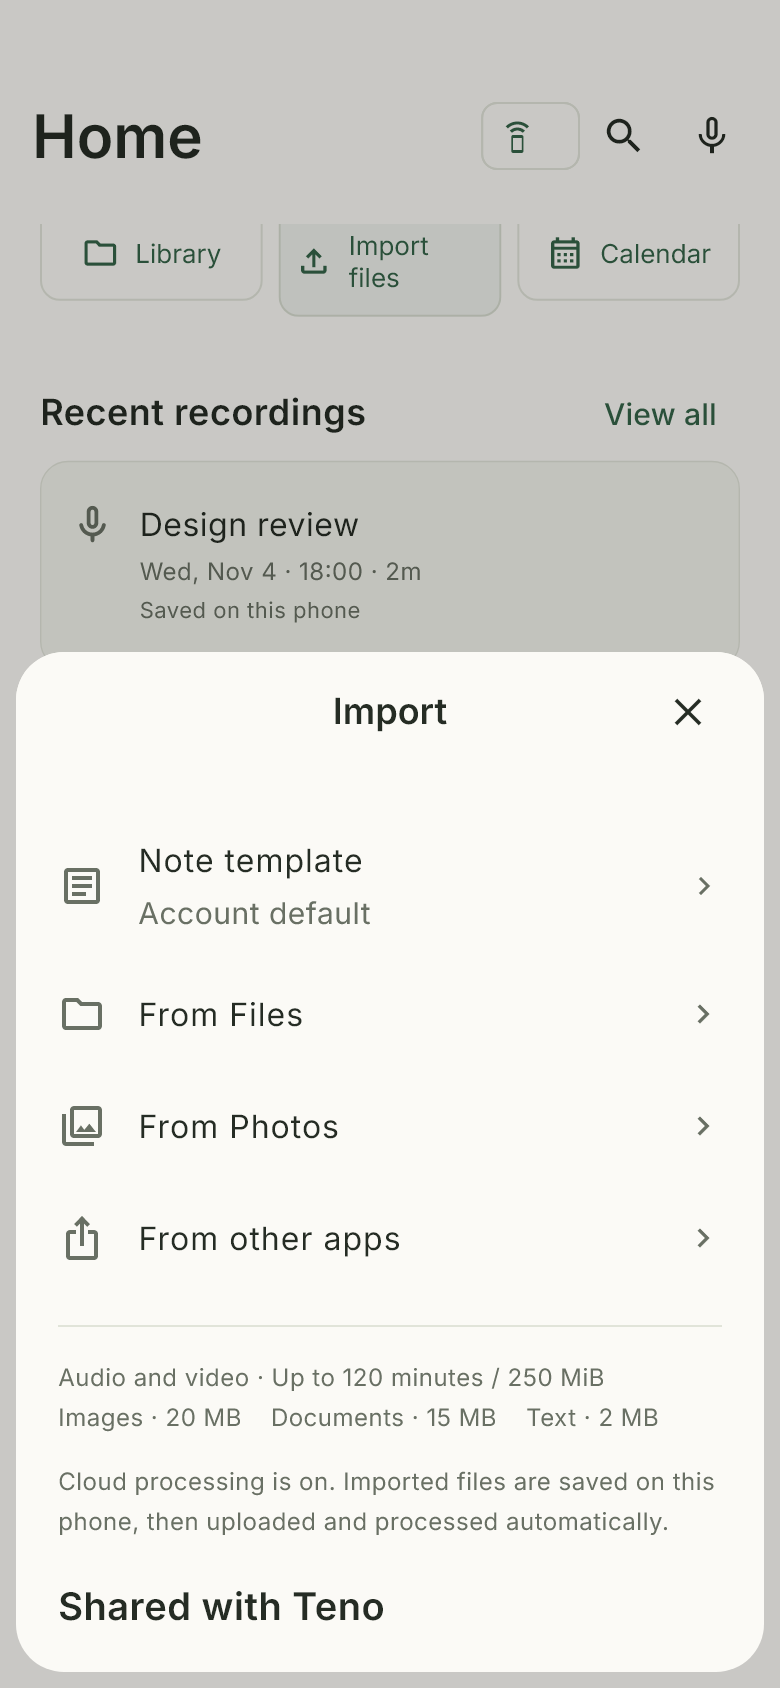 Home
Library
Import
files
Calendar
Recent recordings
View all
Design review
Wed, Nov 4 · 18:00 · 2m
Saved on this phone
Import
Note template
Account default
From Files
From Photos
From other apps
Audio and video · Up to 120 minutes / 250 MiB
Images · 20 MB Documents · 15 MB Text · 2 MB
Cloud processing is on. Imported files are saved on this
phone, then uploaded and processed automatically.
Shared with Teno